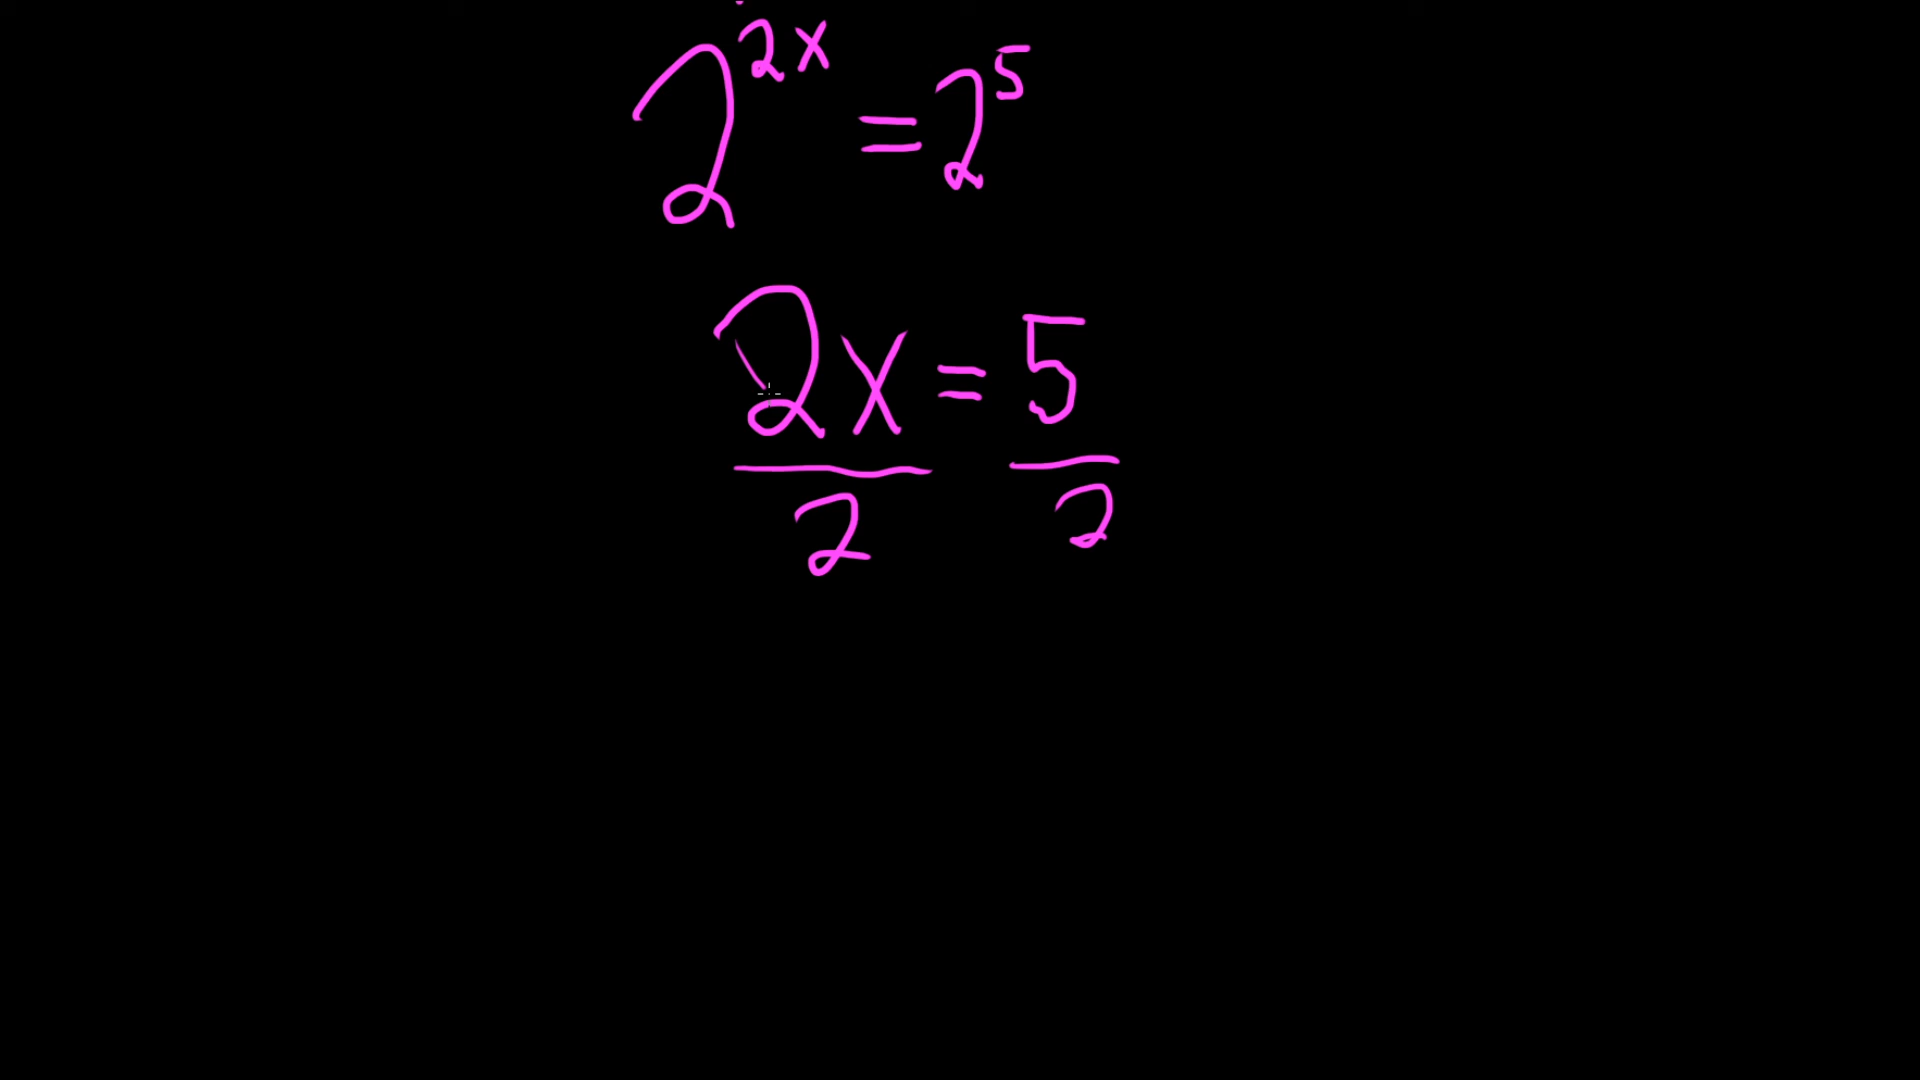 2^{2x} = 2^5
2x = 5
2 2